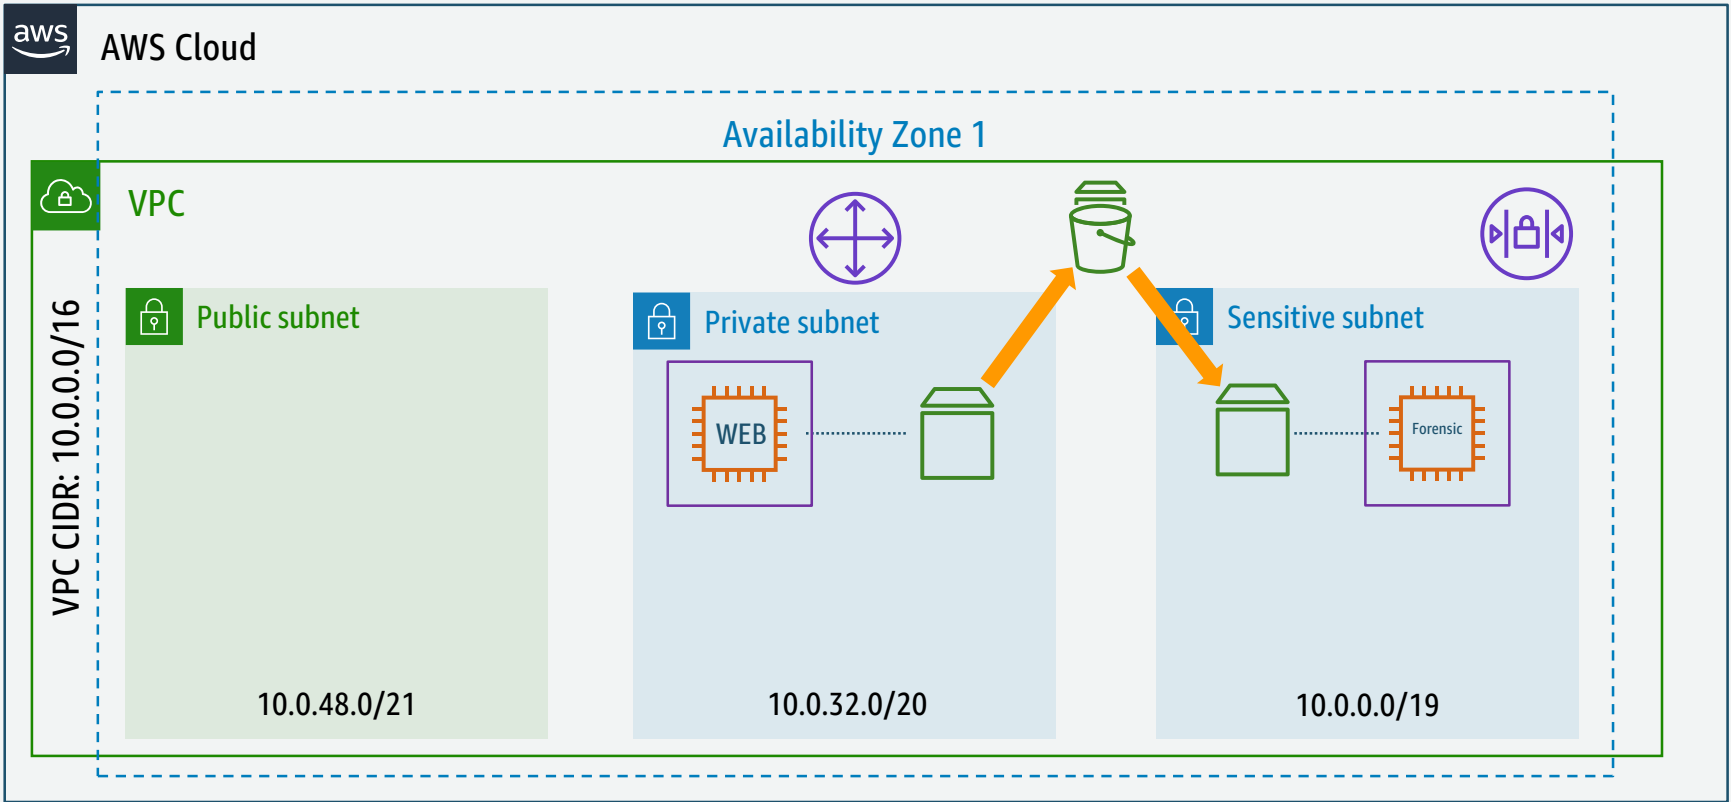 aws
AWS Cloud
Availability Zone 1
VPC
VPC CIDR: 10.0.0.0/16
Public subnet
Private subnet
Sensitive subnet
WEB
Forensic
10.0.48.0/21
10.0.32.0/20
10.0.0.0/19